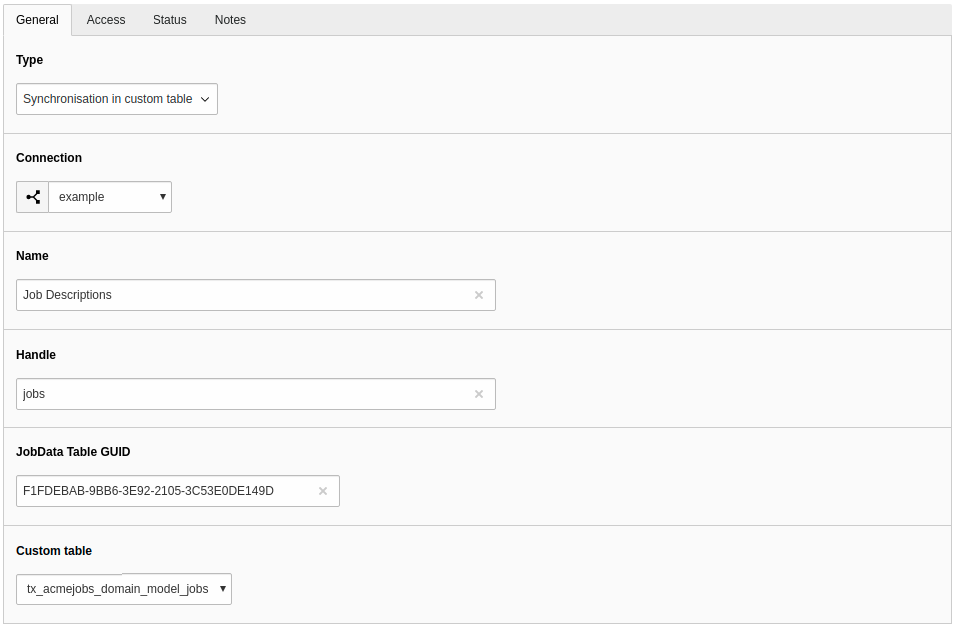 General Access Status Notes
Type
Synchronisation in custom table
Connection
example
Name
Job Descriptions
Handle
jobs
JobData Table GUID
F1FDEBAB-9BB6-3E92-2105-3C53E0DE149D
Custom table
tx_acmejobs_domain_model_jobs